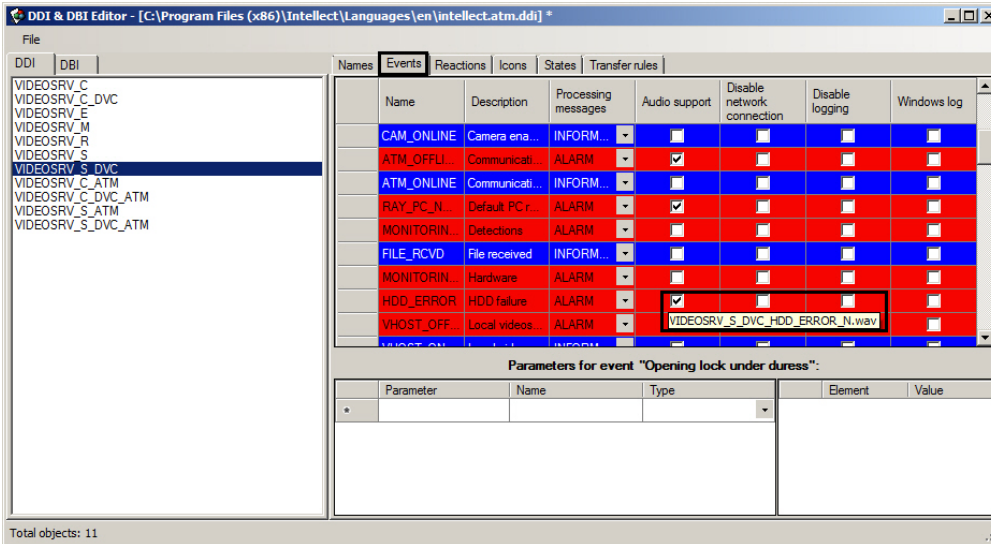 DDI & DBI Editor - [C:\Program Files (x86)\Intellect\Languages\en\intellect.atm.ddi] *
File
DDI DBI
VIDEOSRV_C
VIDEOSRV_C_DVC
VIDEOSRV_E
VIDEOSRV_M
VIDEOSRV_R
VIDEOSRV_S
VIDEOSRV_S_DVC
VIDEOSRV_C_ATM
VIDEOSRV_C_DVC_ATM
VIDEOSRV_S_ATM
VIDEOSRV_S_DVC_ATM
Names Events Reactions Icons States Transfer rules
Name Description Processing messages Audio support Disable network connection Disable logging Windows log
CAM_ONLINE Camera ena... INFORM...
ATM_OFFLI... Communicati... ALARM
ATM_ONLINE Communicati... INFORM...
RAY_PC_N... Default PC r... ALARM
MONITORIN... Detections ALARM
FILE_RCVD File received INFORM...
MONITORIN... Hardware ALARM
HDD_ERROR HDD failure ALARM
VHOST_OFF... Local videos... ALARM
VIDEOSRV_S_DVC_HDD_ERROR_N.wav
Parameters for event "Opening lock under duress":
Parameter Name Type Element Value
*
Total objects: 11